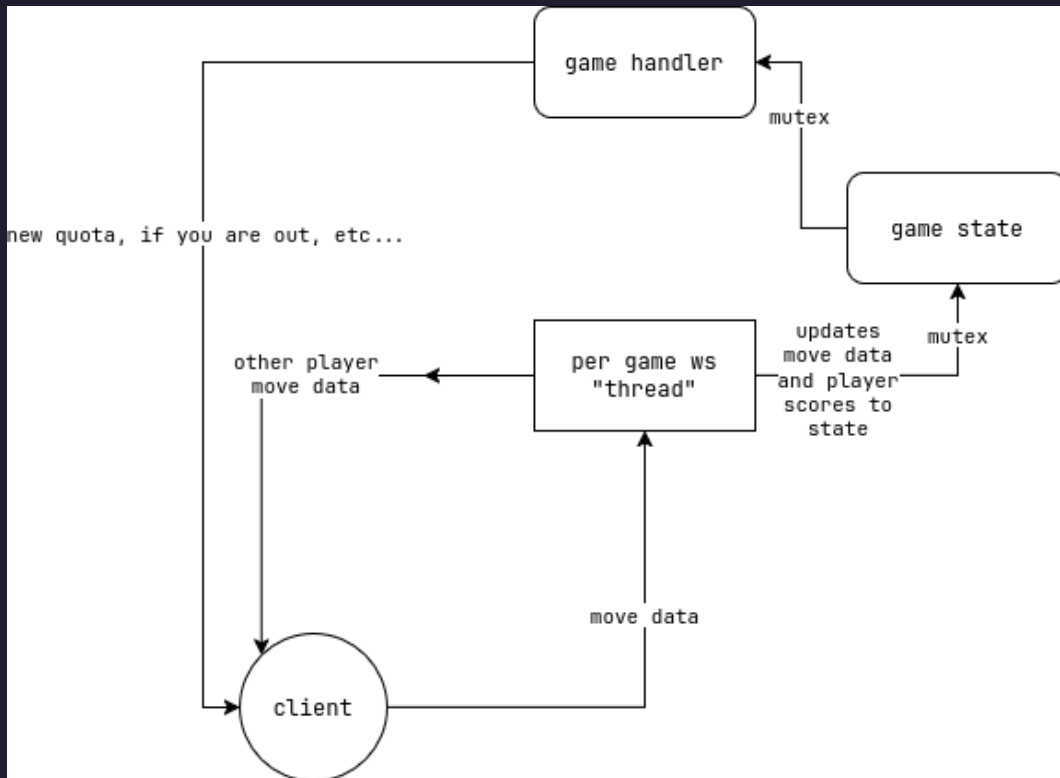 game handler
mutex
game state
new quota, if you are out, etc...
updates
move data
and player
scores to
state
mutex
per game ws
"thread"
other player
move data
move data
client